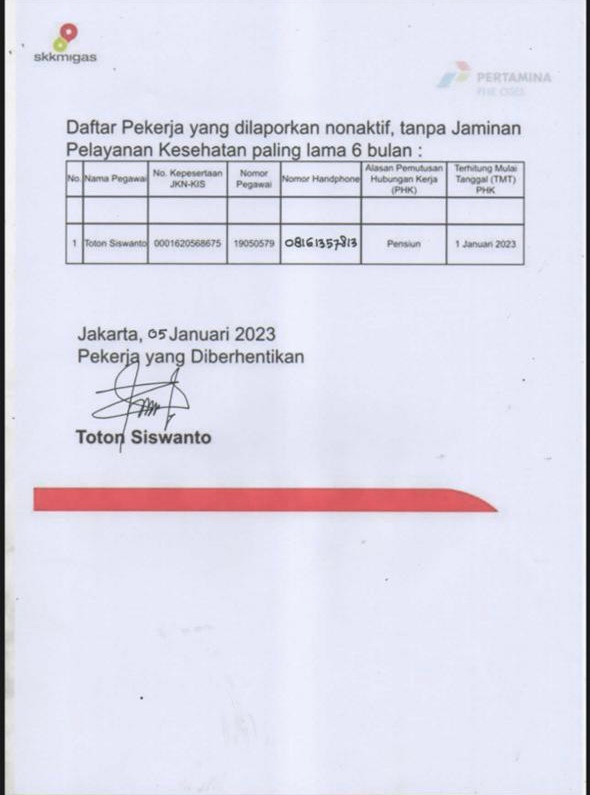 skkmigas
PERTAMINA
PHE OSES
Daftar Pekerja yang dilaporkan nonaktif, tanpa Jaminan
Pelayanan Kesehatan paling lama 6 bulan :
No. Nama Pegawai No. Kepesertaan JKN-KIS Nomor Pegawai Nomor Handphone Alasan Pemutusan Hubungan Kerja (PHK) Terhitung Mulai Tanggal (TMT) PHK
1 Toton Siswanto 0001620568675 19050579 08161357813 Pensiun 1 Januari 2023
Jakarta, 05 Januari 2023
Pekerja yang Diberhentikan
Toton Siswanto